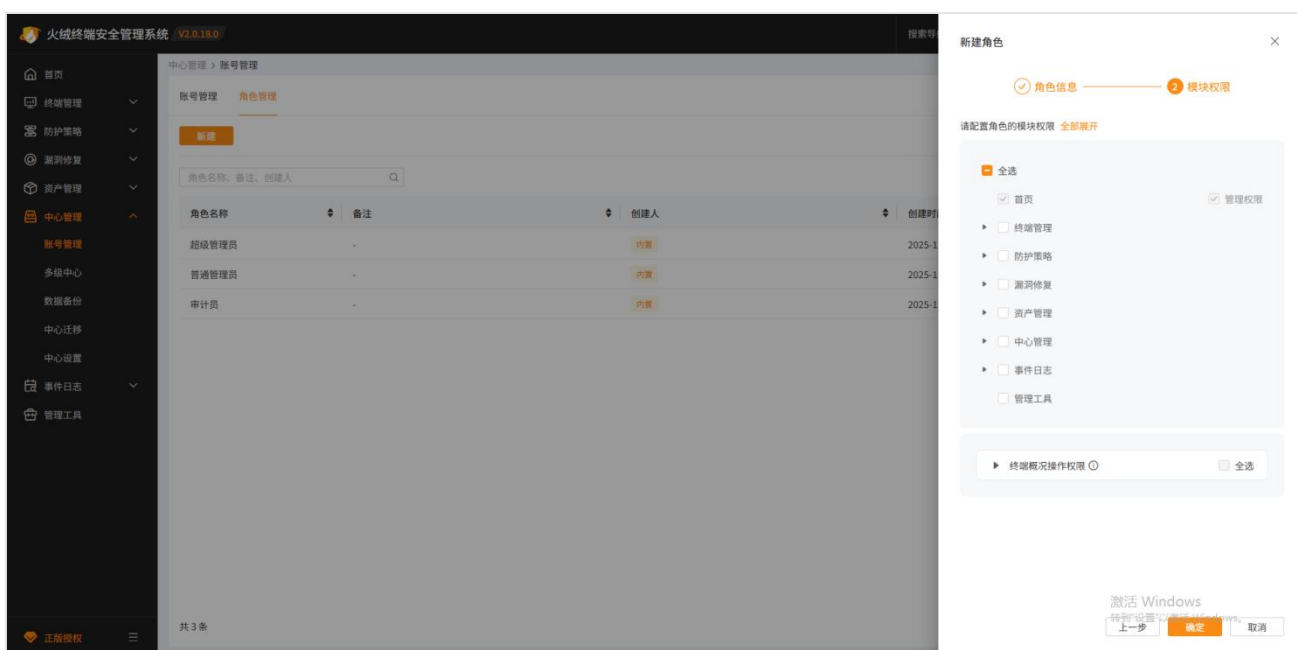 火绒终端安全管理系统 V2.0.18.0
搜索导
首页
终端管理
防护策略
漏洞修复
资产管理
中心管理
账号管理
多级中心
数据备份
中心迁移
中心设置
事件日志
管理工具
正版授权
中心管理 > 账号管理
账号管理 角色管理
新建
角色名称、备注、创建人
角色名称 备注 创建人 创建时
超级管理员 - 内置 2025-1
普通管理员 - 内置 2025-1
审计员 - 内置 2025-1
共 3 条
新建角色
角色信息 2 模块权限
请配置角色的模块权限 全部展开
全选
首页 管理权限
终端管理
防护策略
漏洞修复
资产管理
中心管理
事件日志
管理工具
终端概况操作权限 全选
激活 Windows
转到"设置"以激活 Windows。
上一步 确定 取消